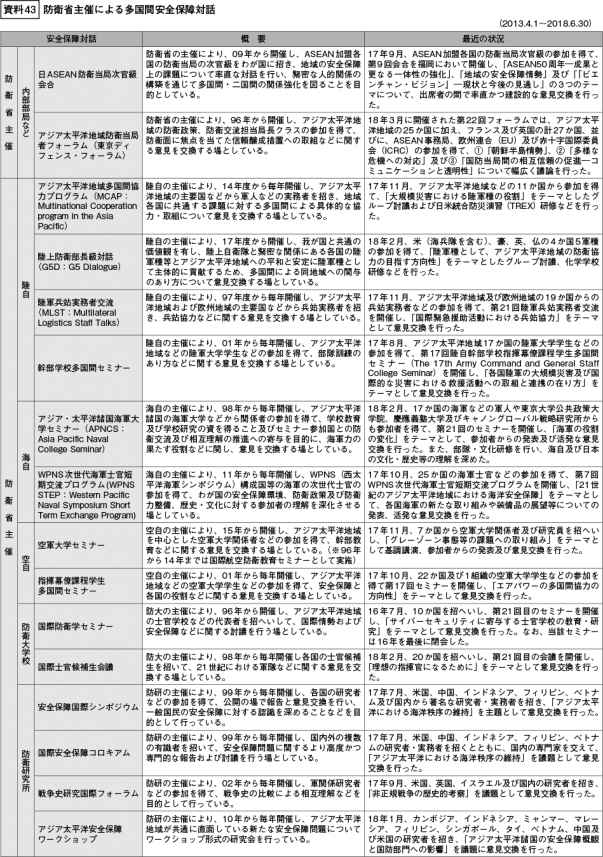 資料43 防衛省主催による多国間安全保障対話
（2013.4.1～2018.6.30）
安全保障対話
概　要
最近の状況
防衛省主催
内部部局など
日ASEAN防衛当局次官級
会合
防衛省の主催により、09年から開催し、ASEAN加盟各
国の防衛当局の次官級をわが国に招き、地域の安全保障
上の課題について率直な対話を行い、緊密な人的関係の
構築を通じて多国間・二国間の関係強化を図ることを目
的としている。
17年9月、ASEAN加盟各国の防衛当局次官級の参加を得て、
第9回会合を福岡において開催し、「ASEAN50周年―成果と
更なる一体性の強化」、「地域の安全保障情勢」及び「「ビエ
ンチャン・ビジョン」―現状と今後の見通し」の3つのテー
マについて、出席者の間で率直かつ建設的な意見交換を行っ
た。
アジア太平洋地域防衛当局
者フォーラム（東京ディ
フェンス・フォーラム）
防衛省の主催により、96年から開催し、アジア太平洋地域
の防衛政策、防衛交流担当局長クラスの参加を得て、防
衛面に焦点を当てた信頼醸成措置への取組などに関
する意見を交換する場としている。
18年3月に開催された第22回フォーラムでは、アジア太平洋
地域の25か国に加え、フランス及び英国の計27か国、並
びに、ASEAN事務局、欧州連合（EU）及び赤十字国際委員会
（ICRC）の参加を得て、①「朝鮮半島情勢」、②「多様な
危機への対応」及び③「国防当局間の相互信頼の促進―コ
ミュニケーションと透明性」について幅広く議論を行った。
陸自
アジア太平洋地域多国間協
力プログラム（MCAP：
Multinational Cooperation
program in the Asia
Pacific）
陸自の主催により、14年度から毎年開催し、アジア太平洋
地域の主要国などから軍人などの実務者を招き、地域
各国に共通する課題に対する多国間による具体的な協
力・取組について意見を交換する場としている。
17年11月、アジア太平洋地域などの11か国から参加を得
て、「大規模災害における陸軍種の役割」をテーマとしたグ
ループ討議および日米統合防災演習（TREX）研修などを行っ
た。
陸上防衛部長級対話
（G5D：G5 Dialogue）
陸自の主催により、17年度から開催し、我が国と共通の
価値観を有し、陸上自衛隊と緊密な関係にある各国の陸
軍種等とアジア太平洋地域への平和と安定に陸軍種とし
て主体的に貢献するため、多国間による同地域への関与
のあり方について意見交換する場としている。
18年2月、米（海兵隊を含む）、豪、英、仏の4か国5軍種
の参加を得て、「陸軍種として、アジア太平洋地域の防衛協
力の目指す方向性」をテーマとしたグループ討議、化学学校
研修などを行った。
陸軍兵站実務者交流
（MLST：Multilateral
Logistics Staff Talks）
陸自の主催により、97年度から毎年開催し、アジア太平洋
地域および欧州地域の主要国などから兵站実務者を招
き、兵站協力などに関する意見を交換する場としている。
17年11月、アジア太平洋地域及び欧州地域の19か国からの
兵站実務者などの参加を得て、第21回陸軍兵站実務者交流
を開催し、「国際緊急援助活動における兵站協力」をテーマと
して意見交換を行った。
幹部学校多国間セミナー
陸自の主催により、01年から毎年開催し、アジア太平洋
地域などの陸軍大学学生などの参加を得て、部隊訓練の
あり方などに関する意見を交換する場としている。
17年8月、アジア太平洋地域17か国の陸軍大学学生などの
参加を得て、第17回陸自幹部学校指揮幕僚課程学生多国間
セミナー（The 17th Army Command and General Staff
College Seminar）を開催し、「各国陸軍の大規模災害及び国
際的な災害における救援活動への取組と連携の在り方」を
テーマとして意見交換を行った。
海自
アジア・太平洋諸国海軍大
学セミナー（APNCS：
Asia Pacific Naval
College Seminar）
海自の主催により、98年から毎年開催し、アジア太平洋
諸国の海軍大学などから関係者の参加を得て、学校教育
及び学校研究の資を得ること及びセミナー参加国との防
衛交流及び相互理解の推進への寄与を目的に、海軍力の
果たす役割などに関し、意見を交換する場としている。
18年2月、17か国の海軍などの軍人や東京大学公共政策大
学院、慶應義塾大学及びキャノングローバル戦略研究所から
も参加者を得て、第21回のセミナーを開催し、「海軍の役割
の変化」をテーマとして、参加者からの発表及び活発な意見
交換を行った。また、部隊・文化研修を行い、海自及び日本
の文化・歴史等の理解を深めた。
WPNS次世代海軍士官短
期交流プログラム(WPNS
STEP：Western Pacific
Naval Symposium Short
Term Exchange Program)
海自の主催により、11年から毎年開催し、WPNS（西太
平洋海軍シンポジウム）構成国等の海軍の次世代士官の
参加を得て、わが国の安全保障環境、防衛政策及び防衛
力整備、歴史・文化に対する参加者の理解を深化させる
場としている。
17年10月、25か国の海軍士官などの参加を得て、第7回
WPNS次世代海軍士官短期交流プログラムを開催し、「21世
紀のアジア太平洋地域における海洋安全保障」をテーマとし
て、各国海軍の新たな取り組みや装備品の展望等についての
発表、活発な意見交換を行った。
防衛省主催
空自
空軍大学セミナー
空自の主催により、15年から開催し、アジア太平洋地域
を中心とした空軍大学関係者などの参加を得て、幹部教
育などに関する意見を交換する場としている。（※96年か
ら14年までは国際航空防衛教育セミナーとして実施）
17年11月、7か国から空軍大学関係者及び研究員を招へい
し、「グレーゾーン事態等の課題への取り組み」をテーマと
して基調講演、参加者からの発表及び意見交換を行った。
指揮幕僚課程学生
多国間セミナー
空自の主催により、01年から毎年開催し、アジア太平洋
地域などの空軍大学学生などの参加を得て、安全保障と
各国の役割などに関する意見を交換する場としている。
17年10月、22か国及び1組織の空軍大学学生などの参加を
得て第17回セミナーを開催し、「エアパワーの多国間協力の
方向性」をテーマとして意見交換を行った。
防衛大学校
国際防衛学セミナー
防大の主催により、96年から開催し、アジア太平洋地域
の士官学校などの代表者を招へいして、国際情勢および
安全保障などに関する討議を行う場としている。
16年7月、10か国を招へいし、第21回目のセミナーを開催
し、「サイバーセキュリティに寄与する士官学校の教育・研
究」をテーマとして意見交換を行った。なお、当該セミナー
は16年を最後に閉会した。
国際士官候補生会議
防大の主催により、98年から毎年開催し各国の士官候補
生を招いて、21世紀における軍隊などに関する意見を交
換する場としている。
18年2月、20か国を招へいし、第21回目の会議を開催し、
「理想の指揮官になるために」をテーマとして意見交換を行っ
た。
防衛研究所
安全保障国際シンポジウム
防研の主催により、99年から毎年開催し、各国の研究者
などの参加を得て、公開の場で報告と意見交換を行い、
一般国民の安全保障に対する認識を深めることなどを目
的として行っている。
17年7月、米国、中国、インドネシア、フィリピン、ベトナ
ム及び国内から著名な研究者・実務者を招き、「アジア太平
洋における海洋秩序の維持」を主題として意見交換を行った。
国際安全保障コロキアム
防研の主催により、99年から毎年開催し、国内外の複数
の有識者を招いて、安全保障問題に関するより高度かつ
専門的な報告および討議を行う場としている。
17年7月、米国、中国、インドネシア、フィリピン、ベトナ
ムの研究者・実務者を招くとともに、国内の専門家を交えて、
「アジア太平洋における海洋秩序の維持」を議題として意見
交換を行った。
戦争史研究国際フォーラム
防研の主催により、02年から毎年開催し、軍関係研究者
などの参加を得て、戦争史の比較による相互理解などを
目的として行っている。
17年9月、米国、英国、イスラエル及び国内の研究者を招き、
「非正規戦争の歴史的考察」を議題として意見交換を行った。
アジア太平洋安全保障
ワークショップ
防研の主催により、10年から毎年開催し、アジア太平洋
地域が共通に直面している新たな安全保障問題について
ワークショップ形式の研究会を行っている。
18年1月、カンボジア、インドネシア、ミャンマー、マレー
シア、フィリピン、シンガポール、タイ、ベトナム、中国及
び米国の研究者を招き、「アジア太平洋諸国の安全保障概観
と国防部門への影響」を議題に意見交換を行った。